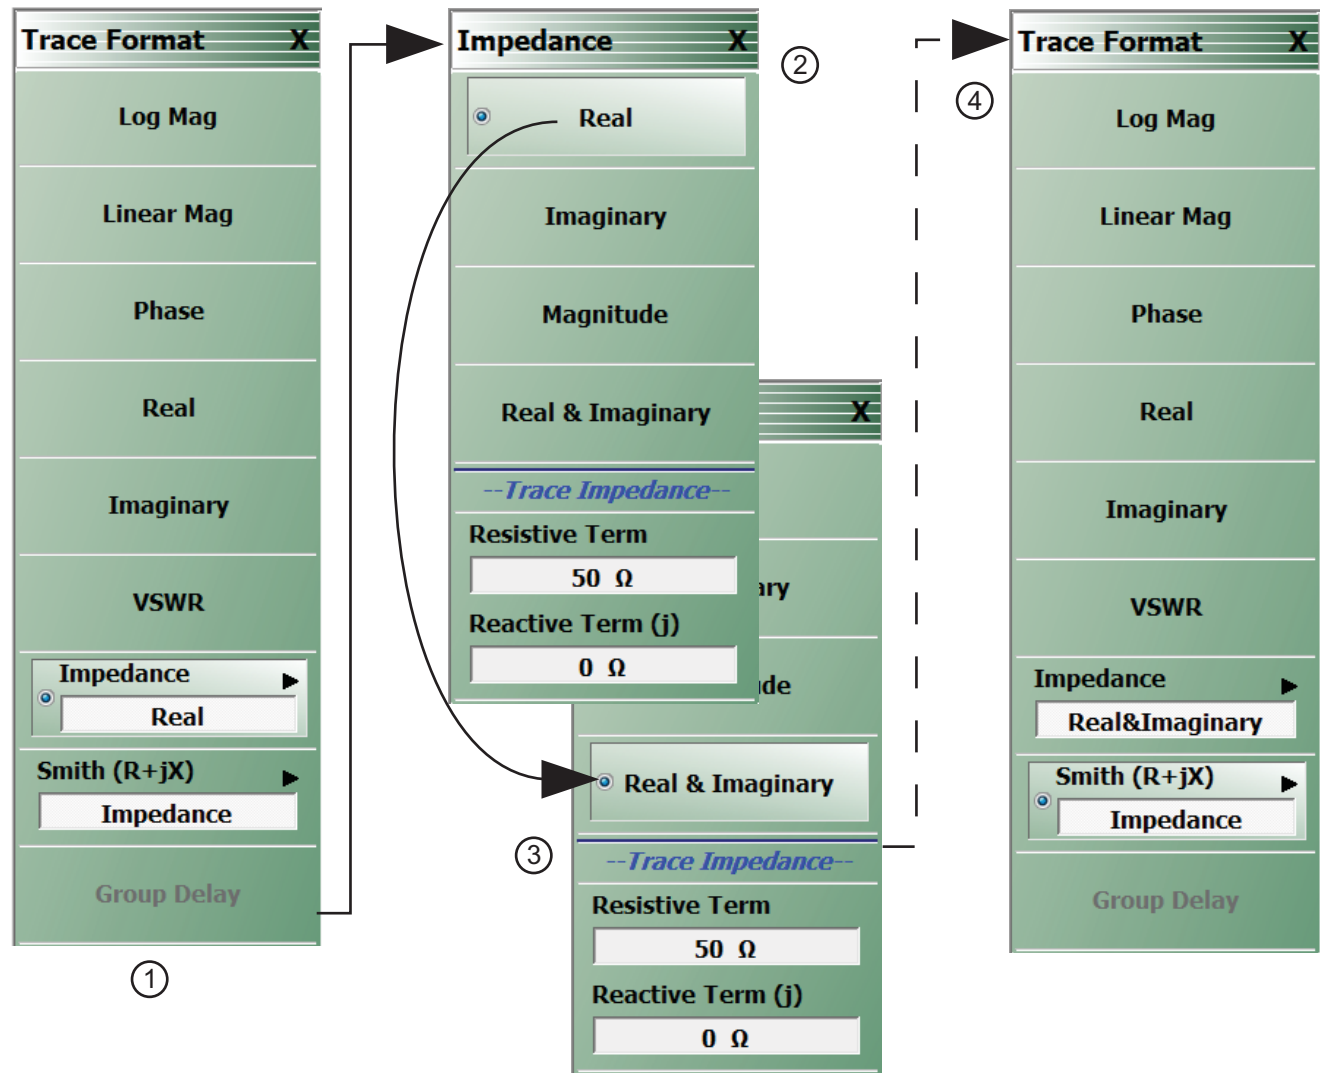 Trace Format X
Log Mag
Linear Mag
Phase
Real
Imaginary
VSWR
Impedance
Real
Smith (R+jX)
Impedance
Group Delay
1
Impedance X
2
Real
Imaginary
Magnitude
Real & Imaginary
--Trace Impedance--
Resistive Term
50 Ω
Reactive Term (j)
0 Ω
X
ary
de
Real & Imaginary
3
--Trace Impedance--
Resistive Term
50 Ω
Reactive Term (j)
0 Ω
Trace Format X
4
Log Mag
Linear Mag
Phase
Real
Imaginary
VSWR
Impedance
Real&Imaginary
Smith (R+jX)
Impedance
Group Delay